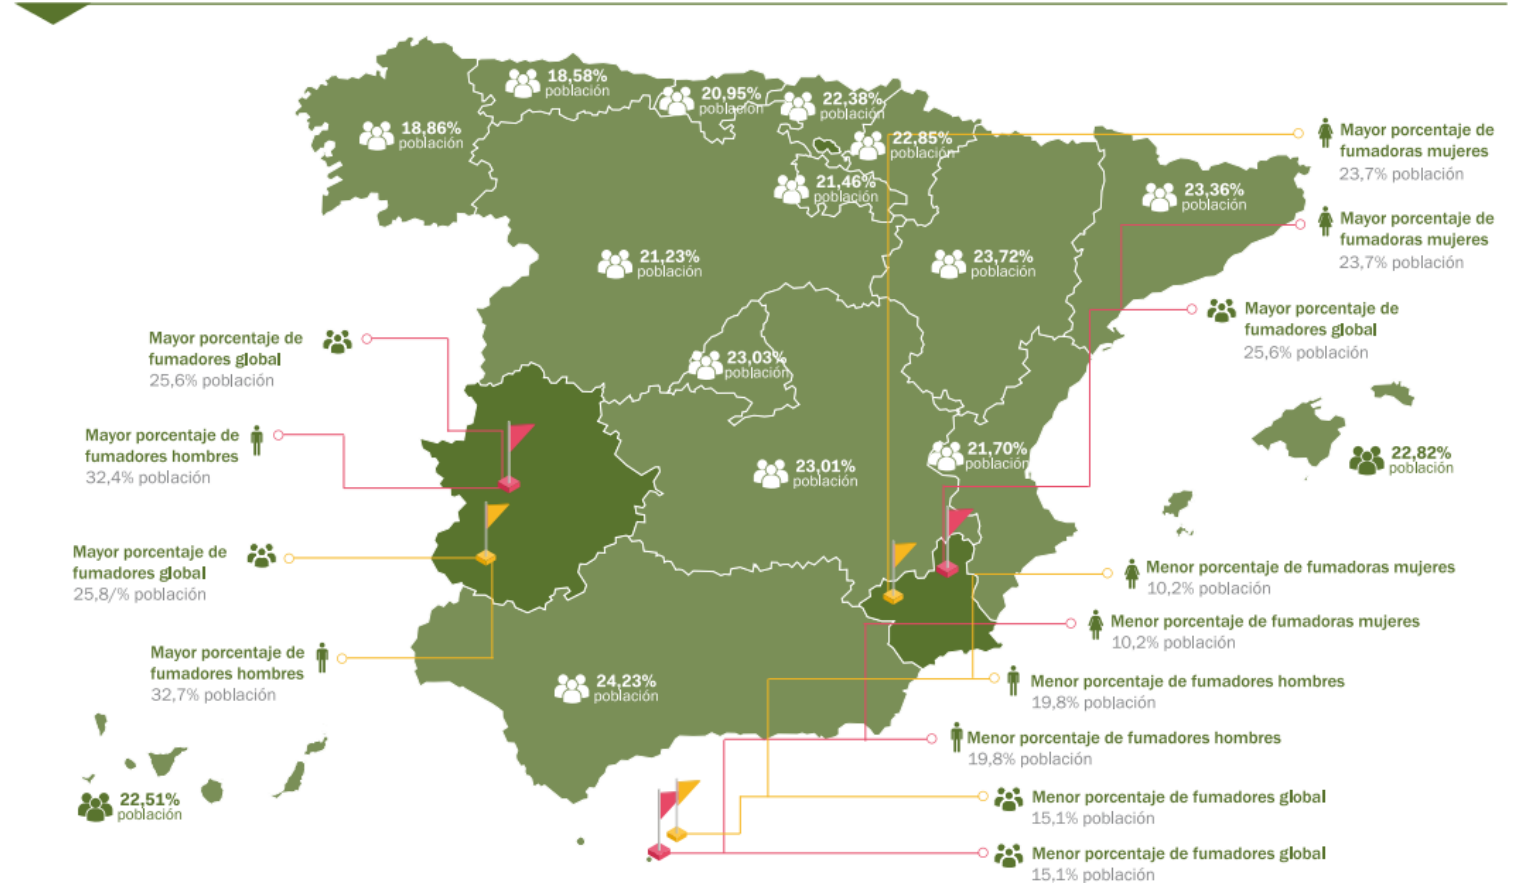 18,58%
población
20,95%
población
22,38%
población
18,86%
población
22,85%
población
21,46%
población
23,36%
población
21,23%
población
23,72%
población
23,03%
población
23,01%
población
21,70%
población
24,23%
población
22,82%
población
22,51%
población
Mayor porcentaje de
fumadores global
25,6% población
Mayor porcentaje de
fumadores hombres
32,4% población
Mayor porcentaje de
fumadores global
25,8/% población
Mayor porcentaje de
fumadores hombres
32,7% población
Mayor porcentaje de
fumadoras mujeres
23,7% población
Mayor porcentaje de
fumadoras mujeres
23,7% población
Mayor porcentaje de
fumadores global
25,6% población
Menor porcentaje de fumadoras mujeres
10,2% población
Menor porcentaje de fumadoras mujeres
10,2% población
Menor porcentaje de fumadores hombres
19,8% población
Menor porcentaje de fumadores hombres
19,8% población
Menor porcentaje de fumadores global
15,1% población
Menor porcentaje de fumadores global
15,1% población